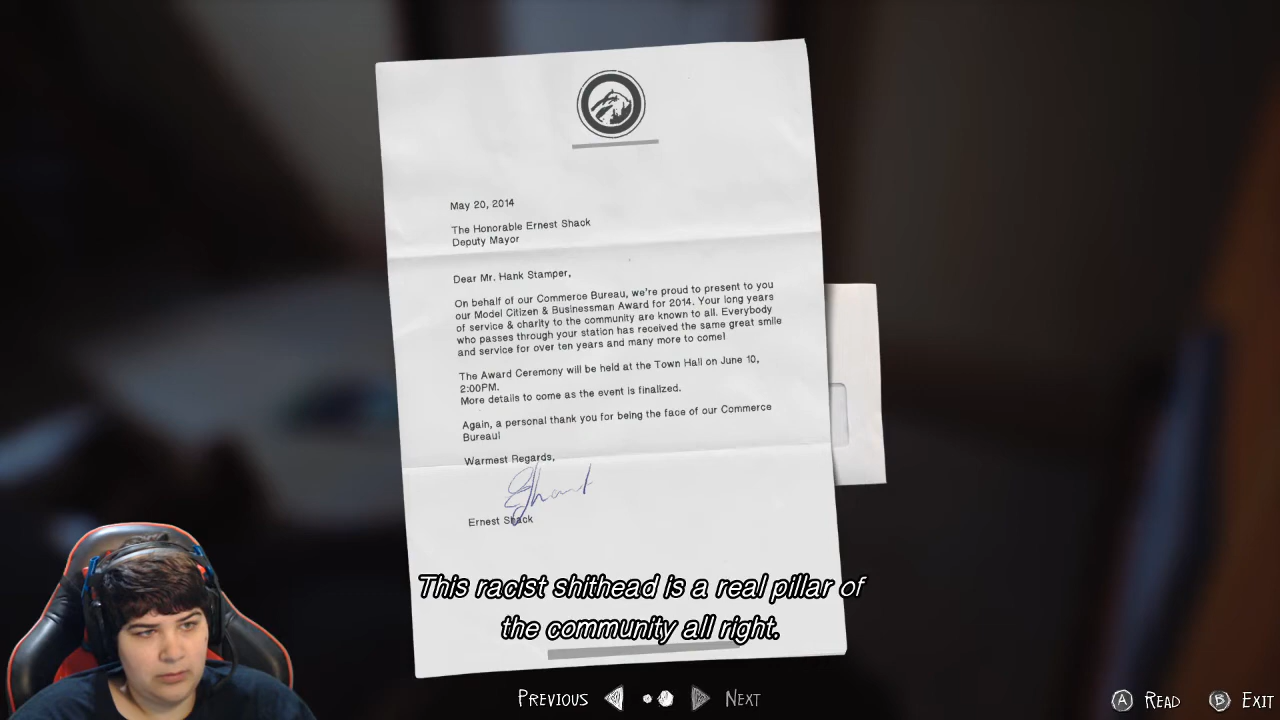 May 20, 2014
The Honorable Ernest Shack
Deputy Mayor
Dear Mr. Hank Stamper,
On behalf of our Commerce Bureau, we're proud to present to you
our Model Citizen & Businessman Award for 2014. Your long years
of service & charity to the community are known to all. Everybody
who passes through your station has received the same great smile
and service for over ten years and many more to come!
The Award Ceremony will be held at the Town Hall on June 10,
2:00PM.
More details to come as the event is finalized.
Again, a personal thank you for being the face of our Commerce
Bureau!
Warmest Regards,
Ernest Shack
This racist shithead is a real pillar of
the community all right.
PREVIOUS NEXT A READ B EXIT